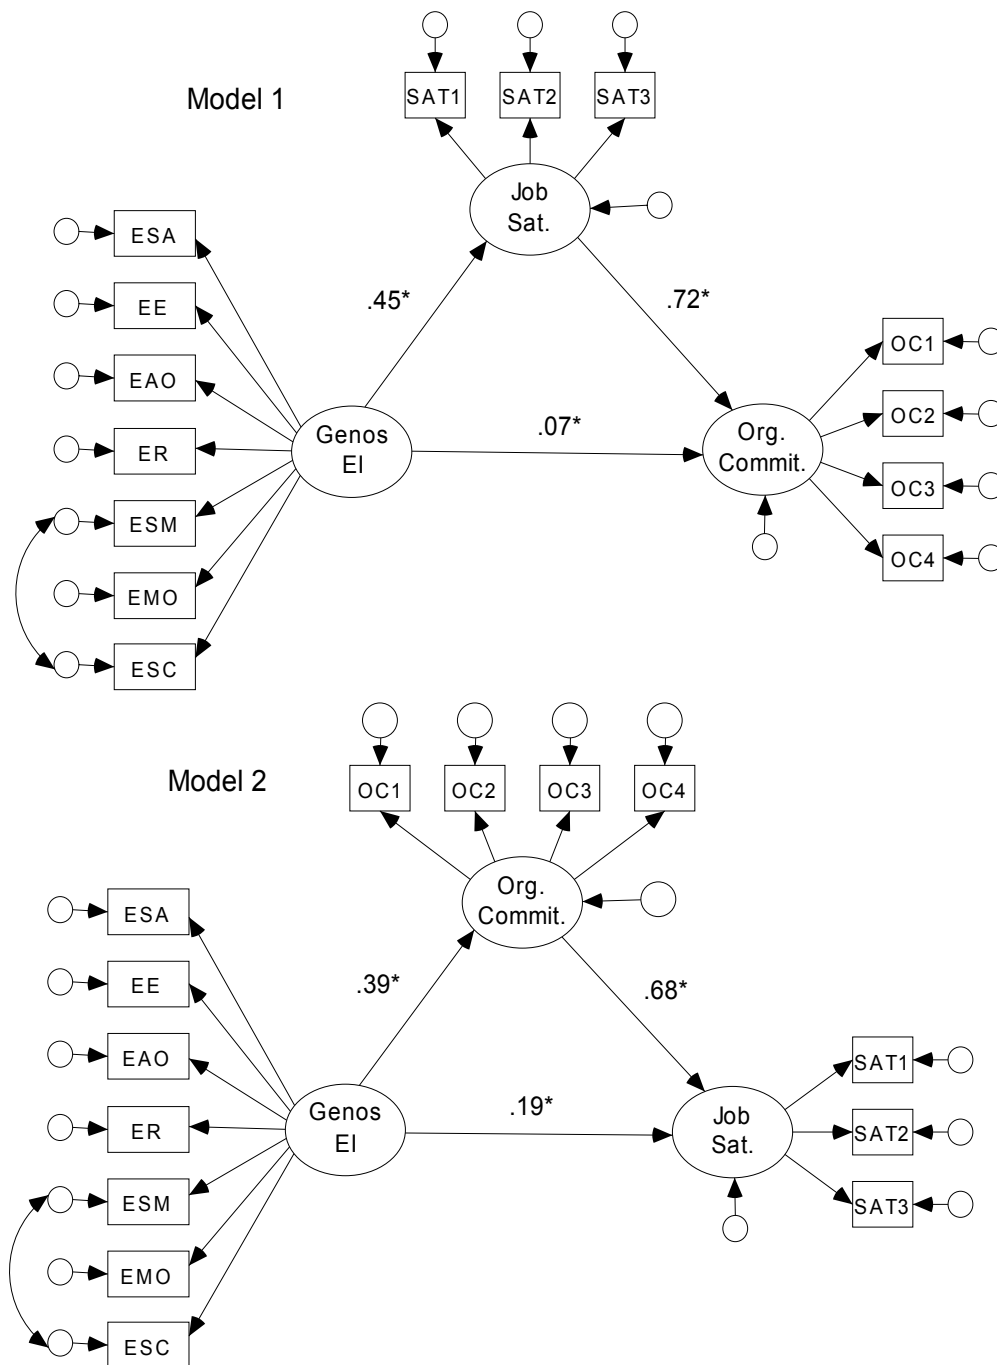 Model 1
SAT1
SAT2
SAT3
Job
Sat.
ESA
EE
EAO
ER
ESM
EMO
ESC
.45*
.72*
Genos
EI
.07*
Org.
Commit.
OC1
OC2
OC3
OC4
Model 2
OC1
OC2
OC3
OC4
Org.
Commit.
ESA
EE
EAO
ER
ESM
EMO
ESC
.39*
.68*
Genos
EI
.19*
Job
Sat.
SAT1
SAT2
SAT3